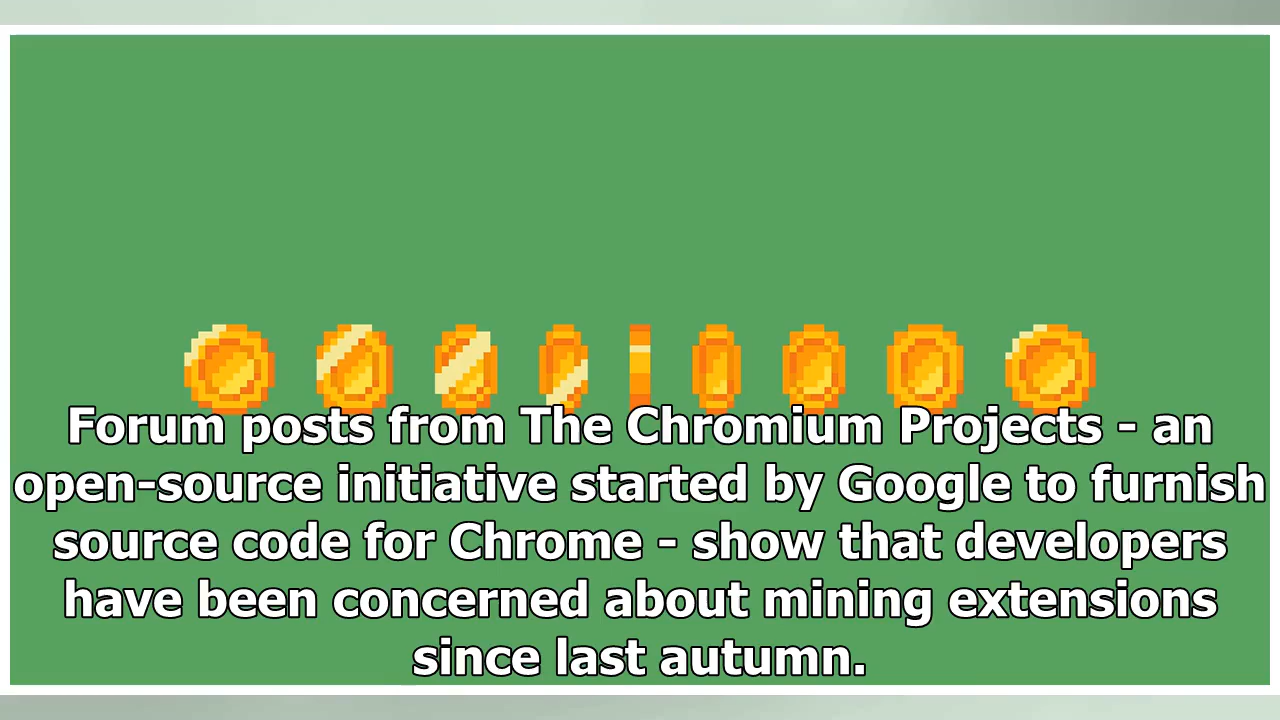 Forum posts from The Chromium Projects - an
open-source initiative started by Google to furnish
source code for Chrome - show that developers
have been concerned about mining extensions
since last autumn.